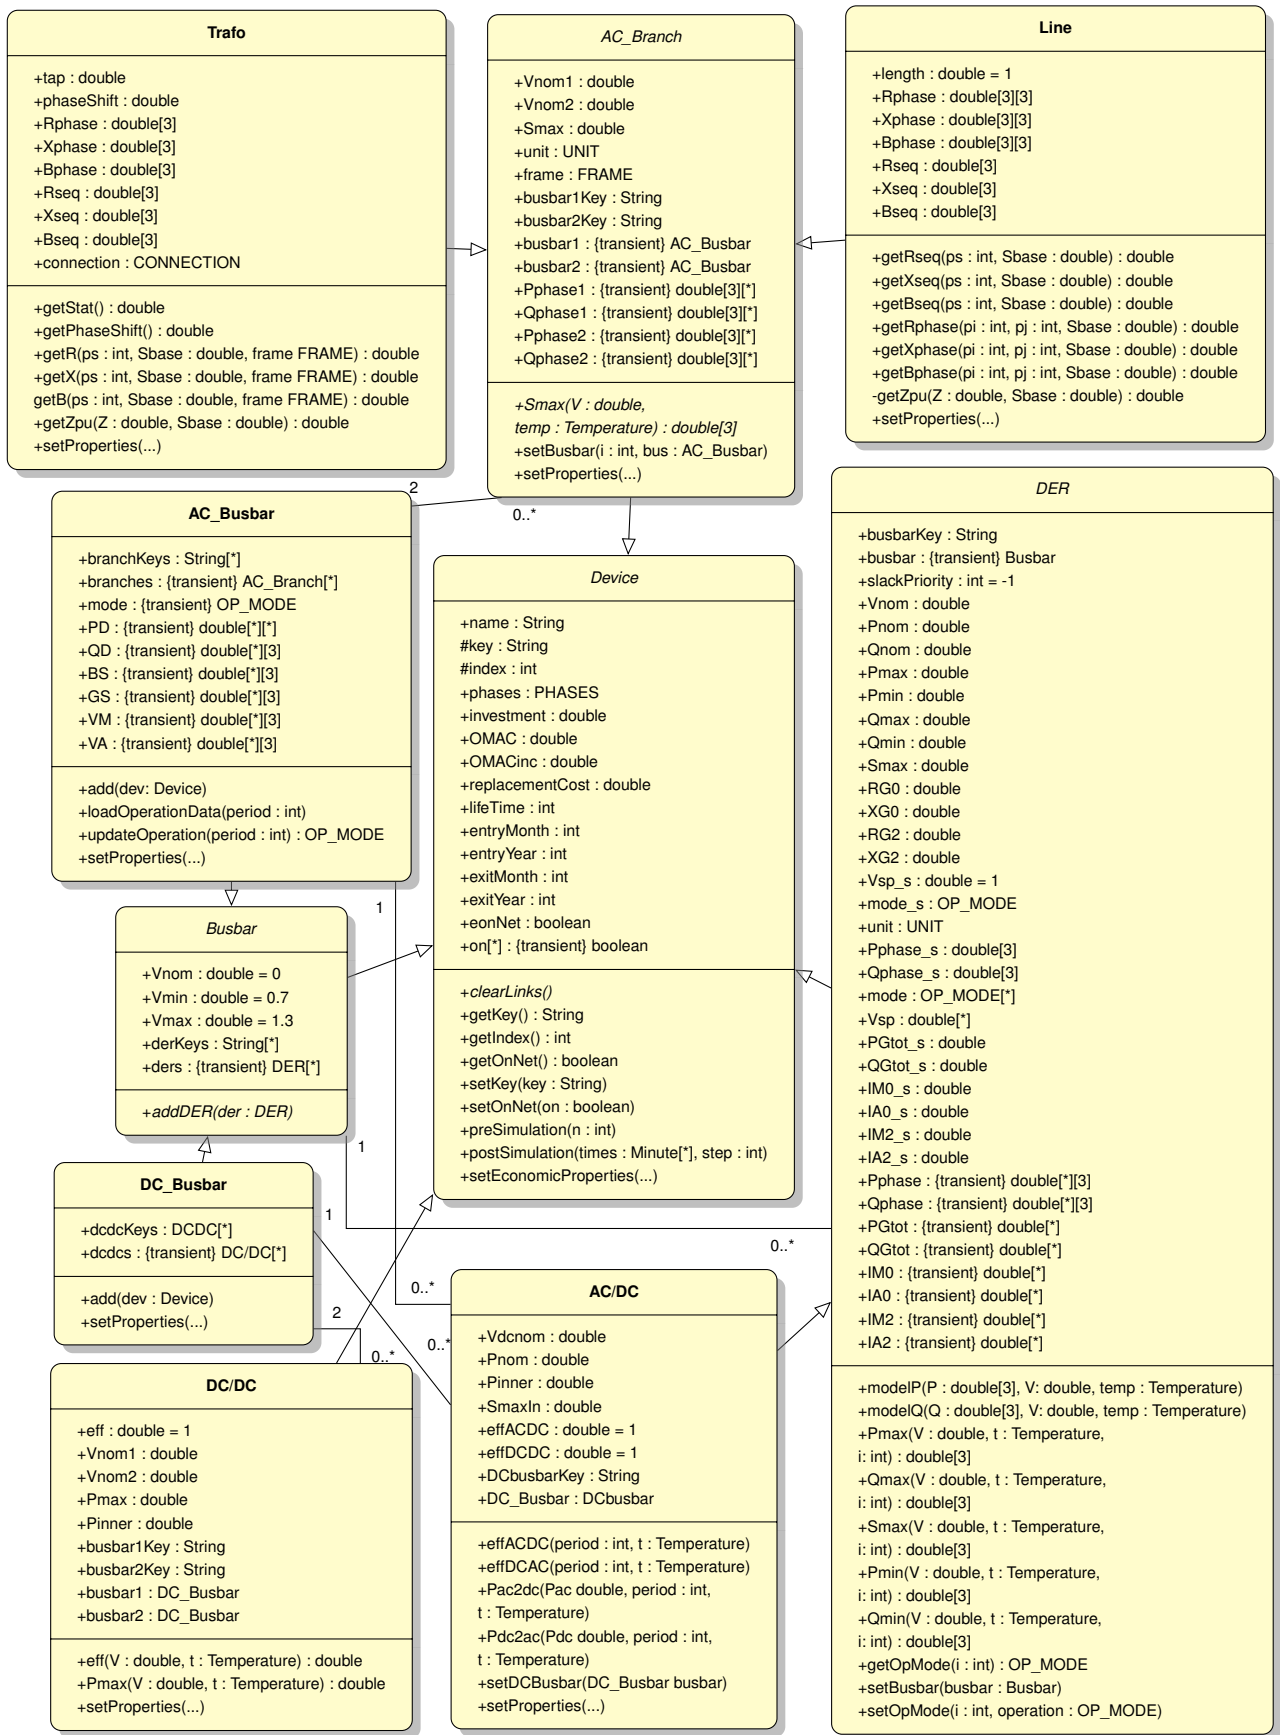 Trafo
+tap : double
+phaseShift : double
+Rphase : double[3]
+Xphase : double[3]
+Bphase : double[3]
+Rseq : double[3]
+Xseq : double[3]
+Bseq : double[3]
+connection : CONNECTION
+getStat() : double
+getPhaseShift() : double
+getR(ps : int, Sbase : double, frame FRAME) : double
+getX(ps : int, Sbase : double, frame FRAME) : double
getB(ps : int, Sbase : double, frame FRAME) : double
+getZpu(Z : double, Sbase : double) : double
+setProperties(...)
AC_Branch
+Vnom1 : double
+Vnom2 : double
+Smax : double
+unit : UNIT
+frame : FRAME
+busbar1Key : String
+busbar2Key : String
+busbar1 : {transient} AC_Busbar
+busbar2 : {transient} AC_Busbar
+Pphase1 : {transient} double[3][*]
+Qphase1 : {transient} double[3][*]
+Pphase2 : {transient} double[3][*]
+Qphase2 : {transient} double[3][*]
+Smax(V : double,
temp : Temperature) : double[3]
+setBusbar(i : int, bus : AC_Busbar)
+setProperties(...)
Line
+length : double = 1
+Rphase : double[3][3]
+Xphase : double[3][3]
+Bphase : double[3][3]
+Rseq : double[3]
+Xseq : double[3]
+Bseq : double[3]
+getRseq(ps : int, Sbase : double) : double
+getXseq(ps : int, Sbase : double) : double
+getBseq(ps : int, Sbase : double) : double
+getRphase(pi : int, pj : int, Sbase : double) : double
+getXphase(pi : int, pj : int, Sbase : double) : double
+getBphase(pi : int, pj : int, Sbase : double) : double
-getZpu(Z : double, Sbase : double) : double
+setProperties(...)
2
0..*
AC_Busbar
+branchKeys : String[*]
+branches : {transient} AC_Branch[*]
+mode : {transient} OP_MODE
+PD : {transient} double[*][*]
+QD : {transient} double[*][3]
+BS : {transient} double[*][3]
+GS : {transient} double[*][3]
+VM : {transient} double[*][3]
+VA : {transient} double[*][3]
+add(dev: Device)
+loadOperationData(period : int)
+updateOperation(period : int) : OP_MODE
+setProperties(...)
1
Device
+name : String
#key : String
#index : int
+phases : PHASES
+investment : double
+OMAC : double
+OMACinc : double
+replacementCost : double
+lifeTime : int
+entryMonth : int
+entryYear : int
+exitMonth : int
+exitYear : int
+eonNet : boolean
+on[*] : {transient} boolean
+clearLinks()
+getKey() : String
+getIndex() : int
+getOnNet() : boolean
+setKey(key : String)
+setOnNet(on : boolean)
+preSimulation(n : int)
+postSimulation(times : Minute[*], step : int)
+setEconomicProperties(...)
DER
+busbarKey : String
+busbar : {transient} Busbar
+slackPriority : int = -1
+Vnom : double
+Pnom : double
+Qnom : double
+Pmax : double
+Pmin : double
+Qmax : double
+Qmin : double
+Smax : double
+RG0 : double
+XG0 : double
+RG2 : double
+XG2 : double
+Vsp_s : double = 1
+mode_s : OP_MODE
+unit : UNIT
+Pphase_s : double[3]
+Qphase_s : double[3]
+mode : OP_MODE[*]
+Vsp : double[*]
+PGtot_s : double
+QGtot_s : double
+IM0_s : double
+IA0_s : double
+IM2_s : double
+IA2_s : double
+Pphase : {transient} double[*][3]
+Qphase : {transient} double[*][3]
+PGtot : {transient} double[*]
+QGtot : {transient} double[*]
+IM0 : {transient} double[*]
+IA0 : {transient} double[*]
+IM2 : {transient} double[*]
+IA2 : {transient} double[*]
+modelP(P : double[3], V: double, temp : Temperature)
+modelQ(Q : double[3], V: double, temp : Temperature)
+Pmax(V : double, t : Temperature,
i: int) : double[3]
+Qmax(V : double, t : Temperature,
i: int) : double[3]
+Smax(V : double, t : Temperature,
i: int) : double[3]
+Pmin(V : double, t : Temperature,
i: int) : double[3]
+Qmin(V : double, t : Temperature,
i: int) : double[3]
+getOpMode(i : int) : OP_MODE
+setBusbar(busbar : Busbar)
+setOpMode(i : int, operation : OP_MODE)
Busbar
+Vnom : double = 0
+Vmin : double = 0.7
+Vmax : double = 1.3
+derKeys : String[*]
+ders : {transient} DER[*]
+addDER(der : DER)
1
0..*
DC_Busbar
+dcdcKeys : DCDC[*]
+dcdcs : {transient} DC/DC[*]
+add(dev : Device)
+setProperties(...)
1
2
0..*
0..*
0..*
DC/DC
+eff : double = 1
+Vnom1 : double
+Vnom2 : double
+Pmax : double
+Pinner : double
+busbar1Key : String
+busbar2Key : String
+busbar1 : DC_Busbar
+busbar2 : DC_Busbar
+eff(V : double, t : Temperature) : double
+Pmax(V : double, t : Temperature) : double
+setProperties(...)
AC/DC
+Vdcnom : double
+Pnom : double
+Pinner : double
+SmaxIn : double
+effACDC : double = 1
+effDCDC : double = 1
+DCbusbarKey : String
+DC_Busbar : DCbusbar
+effACDC(period : int, t : Temperature)
+effDCAC(period : int, t : Temperature)
+Pac2dc(Pac double, period : int,
t : Temperature)
+Pdc2ac(Pdc double, period : int,
t : Temperature)
+setDCBusbar(DC_Busbar busbar)
+setProperties(...)